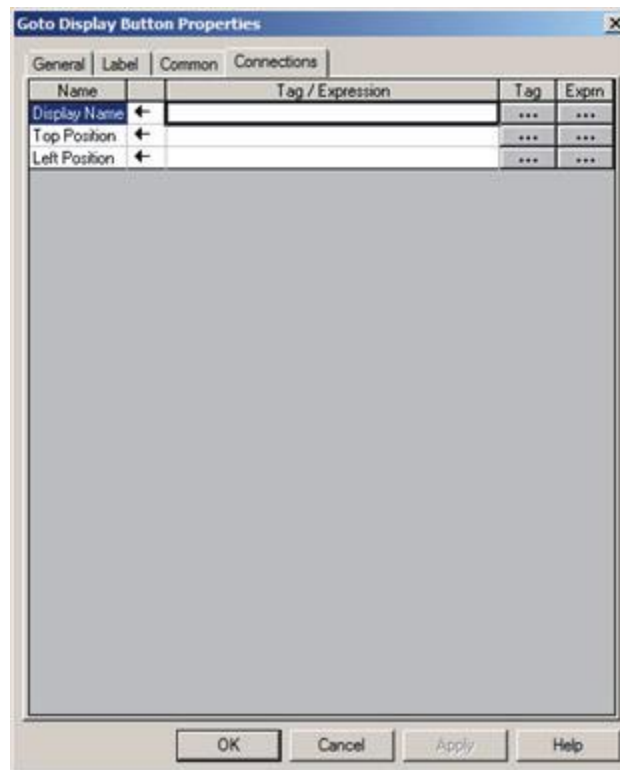 Goto Display Button Properties
General Label Common Connections
Name Tag / Expression Tag Exprn
Display Name ← ... ...
Top Position ← ... ...
Left Position ← ... ...
OK Cancel Apply Help